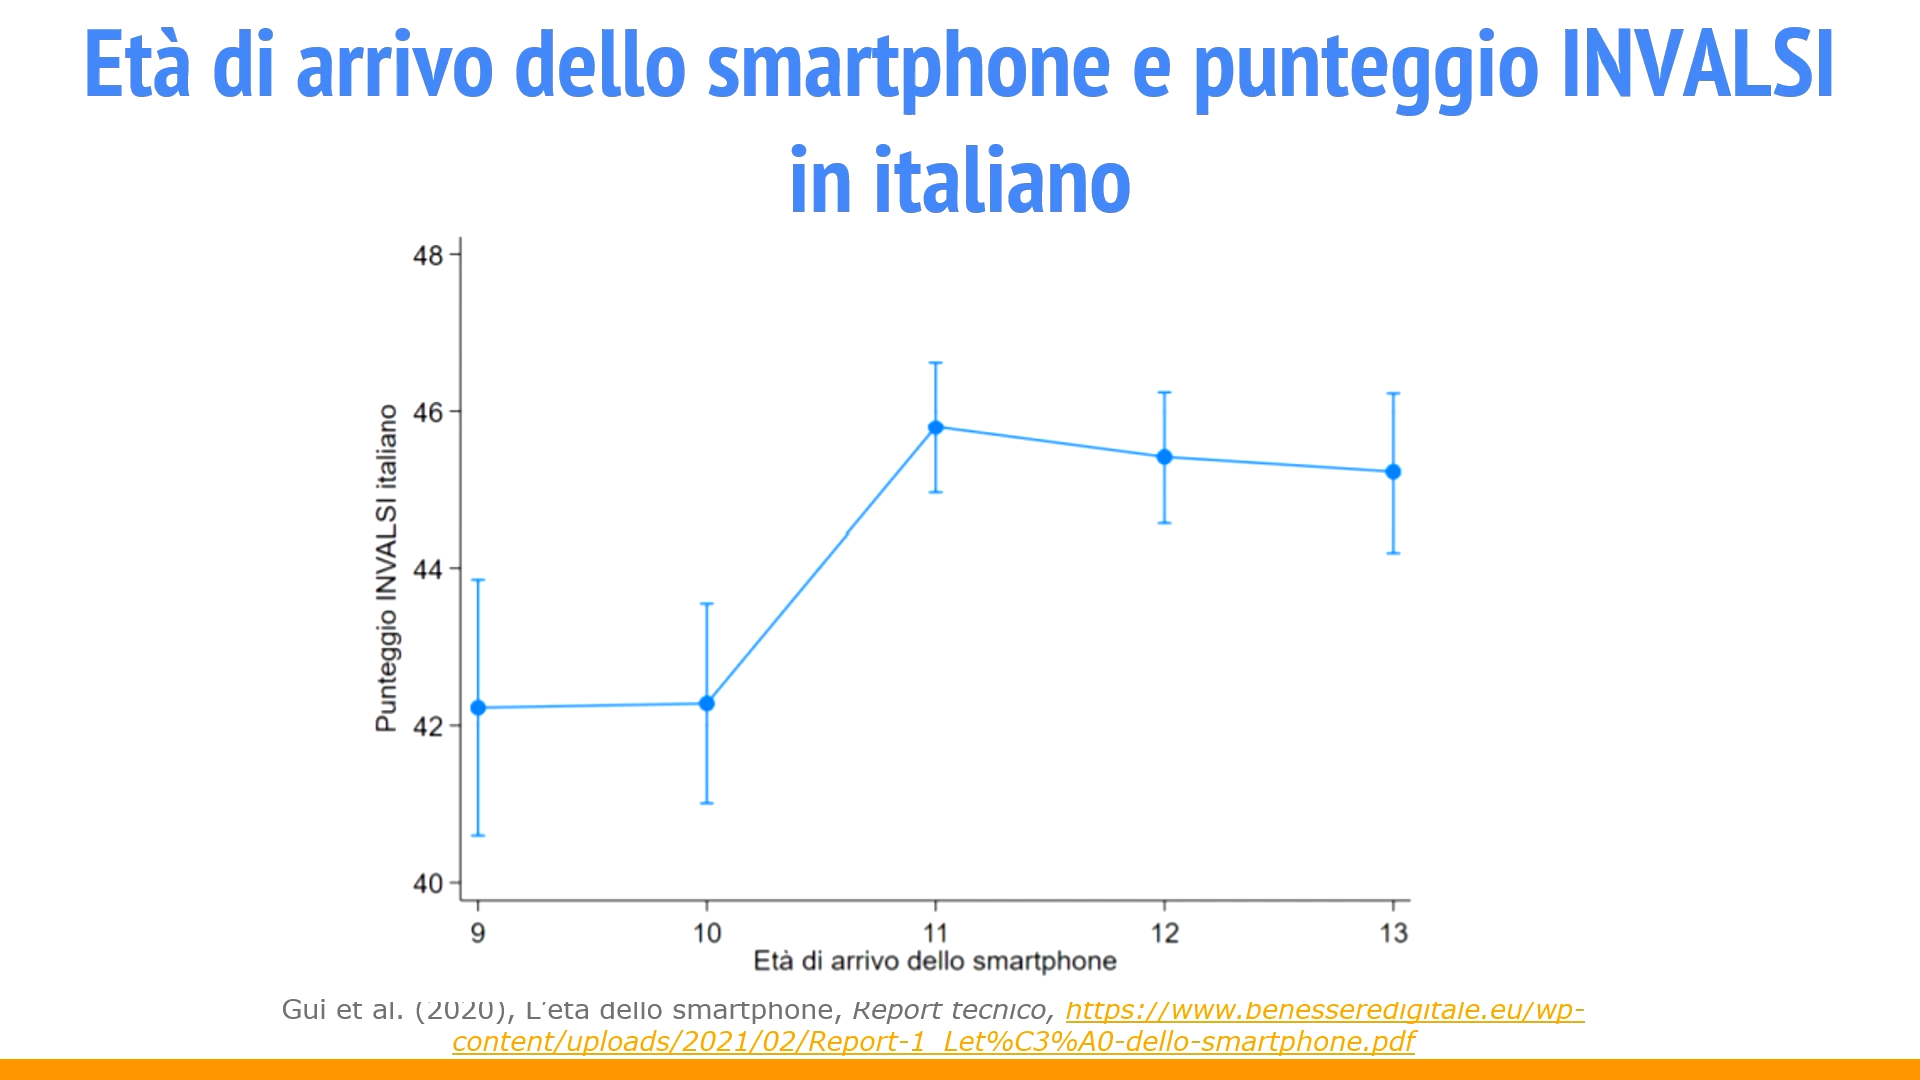 Età di arrivo dello smartphone e punteggio INVALSI
in italiano
48
46
44
42
40
Punteggio INVALSI italiano
9 10 11 12 13
Età di arrivo dello smartphone
Gui et al. (2020), L'età dello smartphone, Report tecnico, https://www.benesseredigitale.eu/wp-
content/uploads/2021/02/Report-1_Let%C3%A0-dello-smartphone.pdf